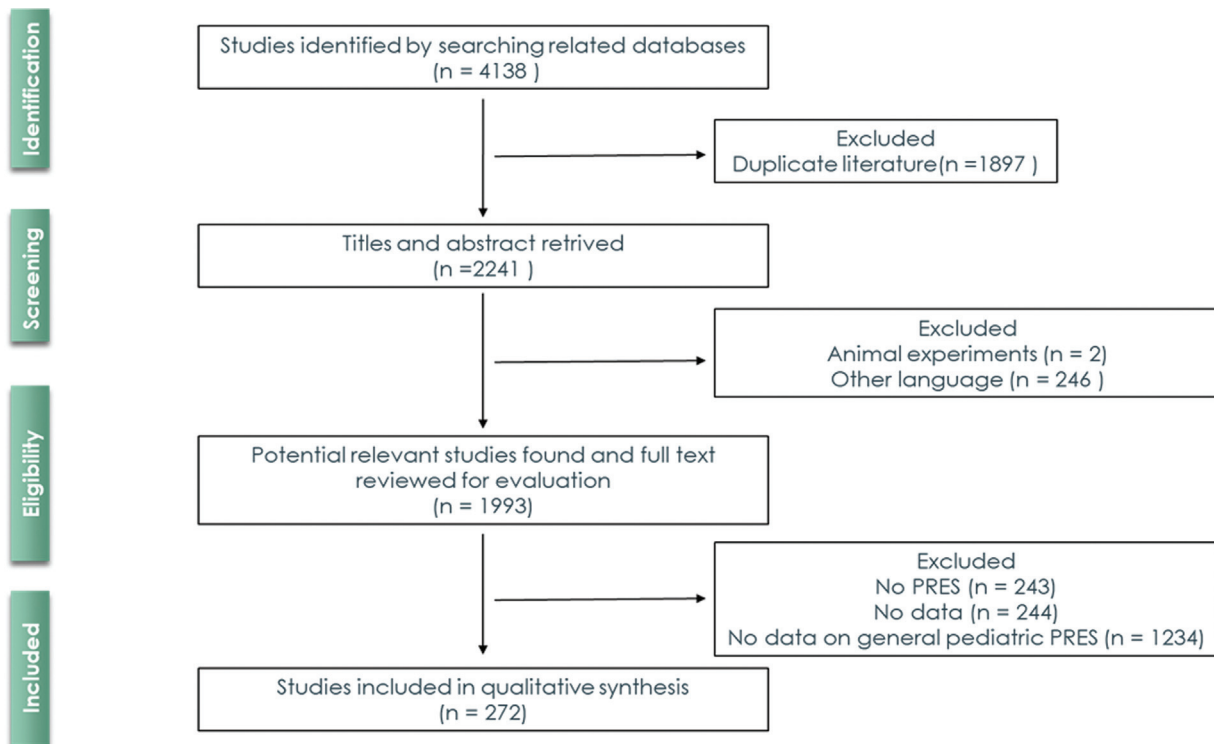 Identification
Studies identified by searching related databases
(n = 4138 )
Excluded
Duplicate literature(n =1897 )
Screening
Titles and abstract retrived
(n =2241 )
Excluded
Animal experiments (n = 2)
Other language (n = 246 )
Eligibility
Potential relevant studies found and full text
reviewed for evaluation
(n = 1993)
Excluded
No PRES (n = 243)
No data (n = 244)
No data on general pediatric PRES (n = 1234)
Included
Studies included in qualitative synthesis
(n = 272)